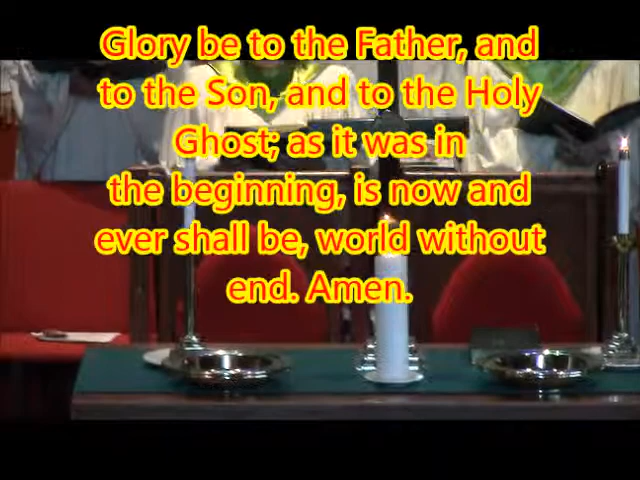 Glory be to the Father, and
to the Son, and to the Holy
Ghost; as it was in
the beginning, is now and
ever shall be, world without
end. Amen.